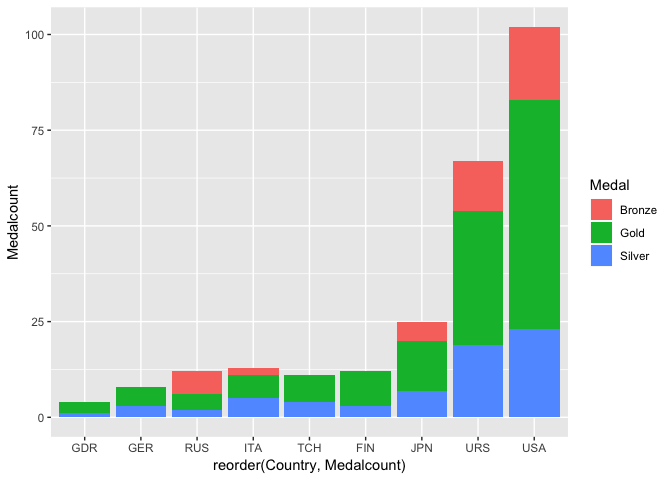 100
75
50
25
0
Medalcount
GDR GER RUS ITA TCH FIN JPN URS USA
reorder(Country, Medalcount)
Medal
Bronze
Gold
Silver